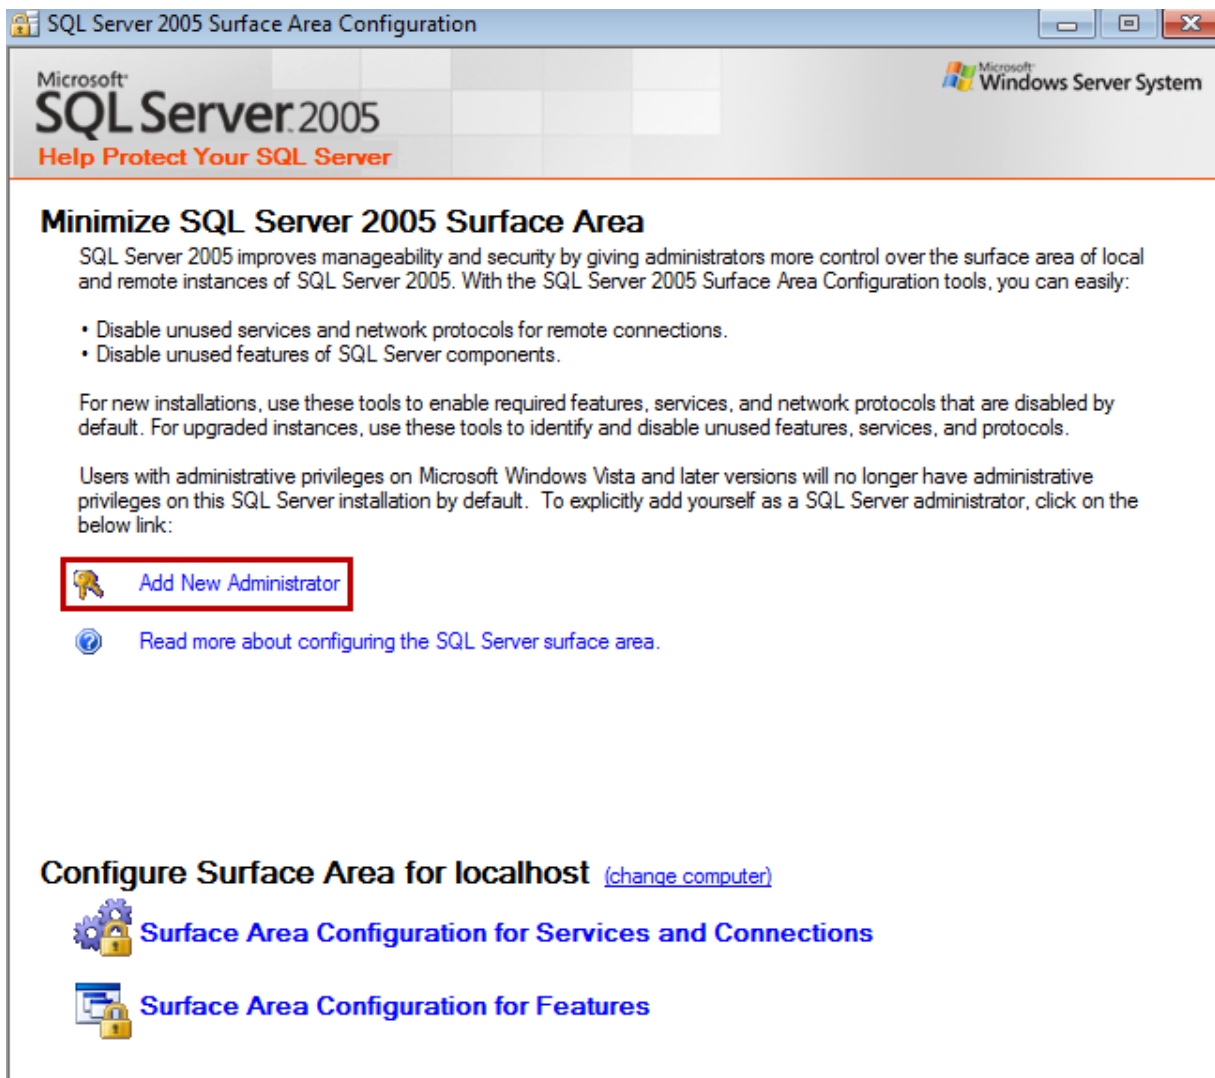 SQL Server 2005 Surface Area Configuration
Microsoft
SQL Server 2005
Help Protect Your SQL Server
Microsoft
Windows Server System
Minimize SQL Server 2005 Surface Area
SQL Server 2005 improves manageability and security by giving administrators more control over the surface area of local
and remote instances of SQL Server 2005. With the SQL Server 2005 Surface Area Configuration tools, you can easily:
• Disable unused services and network protocols for remote connections.
• Disable unused features of SQL Server components.
For new installations, use these tools to enable required features, services, and network protocols that are disabled by
default. For upgraded instances, use these tools to identify and disable unused features, services, and protocols.
Users with administrative privileges on Microsoft Windows Vista and later versions will no longer have administrative
privileges on this SQL Server installation by default. To explicitly add yourself as a SQL Server administrator, click on the
below link:
Add New Administrator
Read more about configuring the SQL Server surface area.
Configure Surface Area for localhost (change computer)
Surface Area Configuration for Services and Connections
Surface Area Configuration for Features